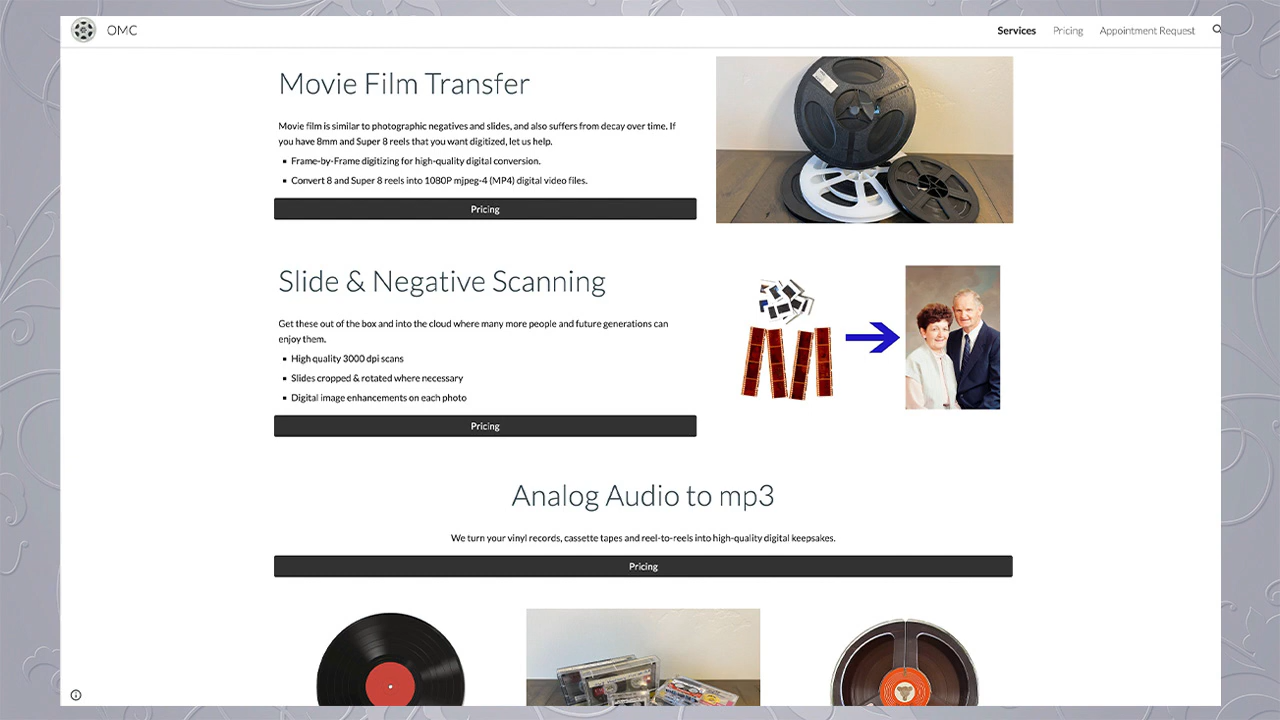 OMC
Services
Pricing
Appointment Request
Movie Film Transfer
Movie film is similar to photographic negatives and slides, and also suffers from decay over time. If
you have 8mm and Super 8 reels that you want digitized, let us help.
▪ Frame-by-Frame digitizing for high-quality digital conversion.
▪ Convert 8 and Super 8 reels into 1080P mjpeg-4 (MP4) digital video files.
Pricing
Slide & Negative Scanning
Get these out of the box and into the cloud where many more people and future generations can
enjoy them.
▪ High quality 3000 dpi scans
▪ Slides cropped & rotated where necessary
▪ Digital image enhancements on each photo
Pricing
Analog Audio to mp3
We turn your vinyl records, cassette tapes and reel-to-reels into high-quality digital keepsakes.
Pricing